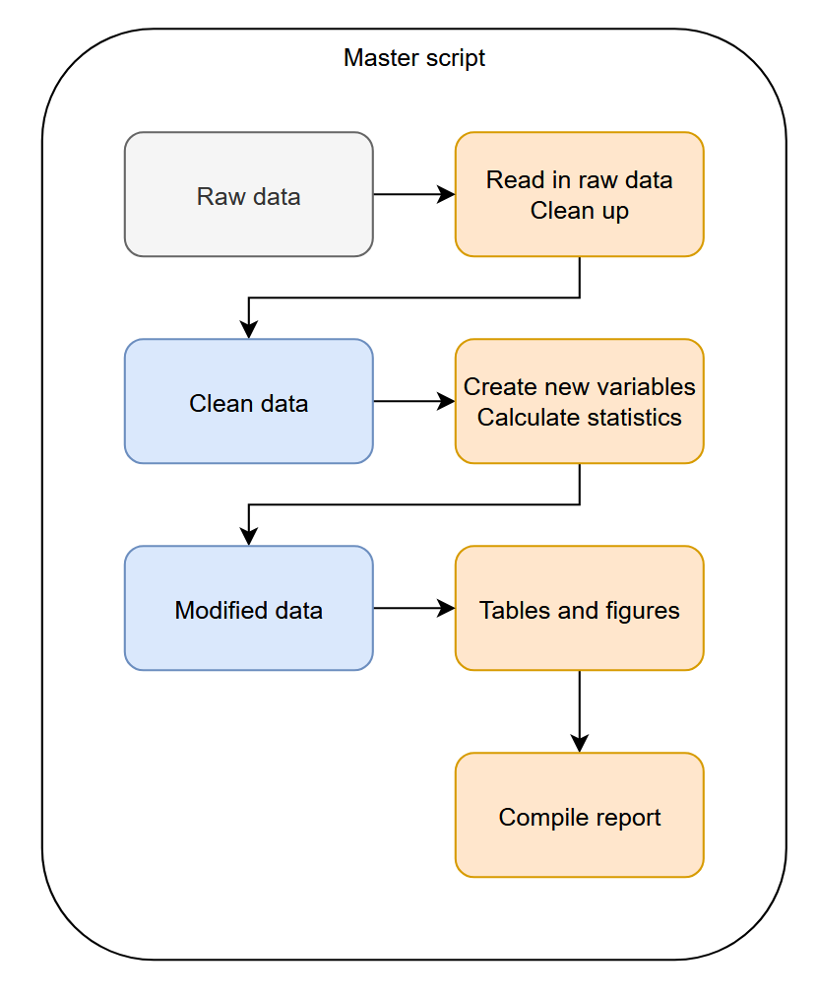 Master script
Raw data
Read in raw data
Clean up
Clean data
Create new variables
Calculate statistics
Modified data
Tables and figures
Compile report